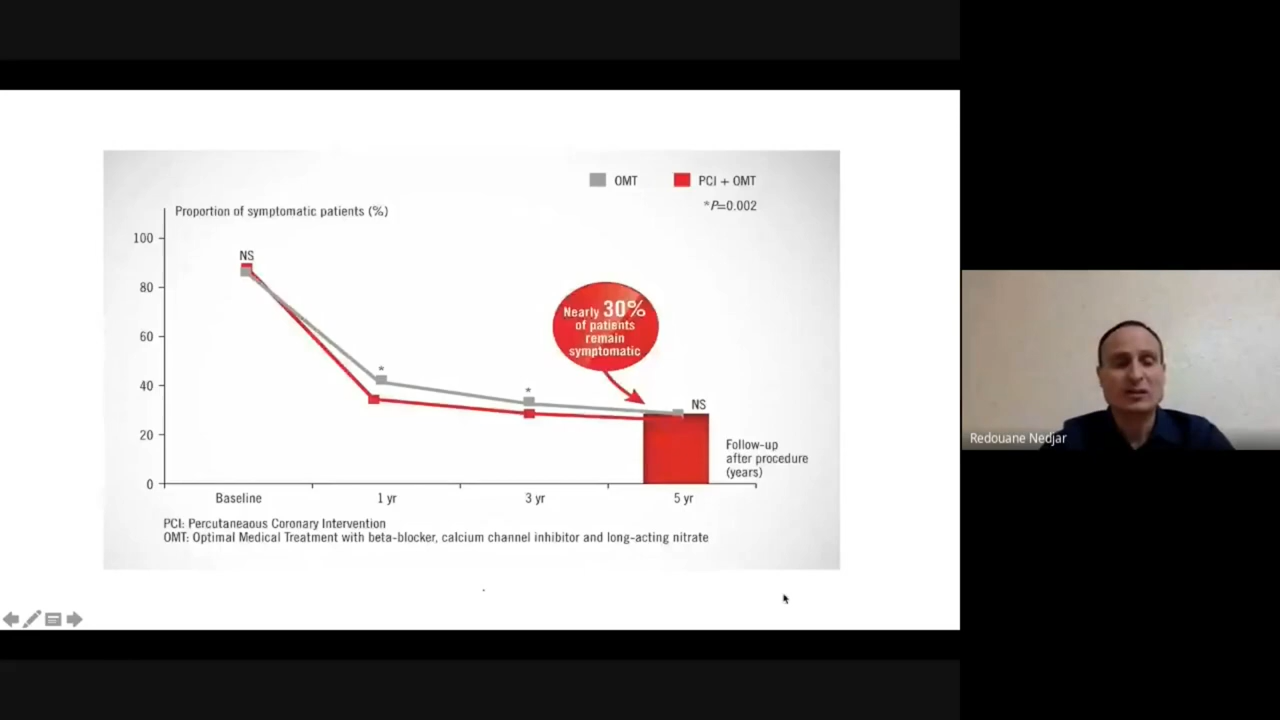 OMT
PCI + OMT
*P=0.002
Proportion of symptomatic patients (%)
100
80
60
40
20
0
NS
*
*
NS
Nearly 30%
of patients
remain
symptomatic
Follow-up
after procedure
(years)
Baseline
1 yr
3 yr
5 yr
PCI: Percutaneaous Coronary Intervention
OMT: Optimal Medical Treatment with beta-blocker, calcium channel inhibitor and long-acting nitrate
Redouane Nedjar